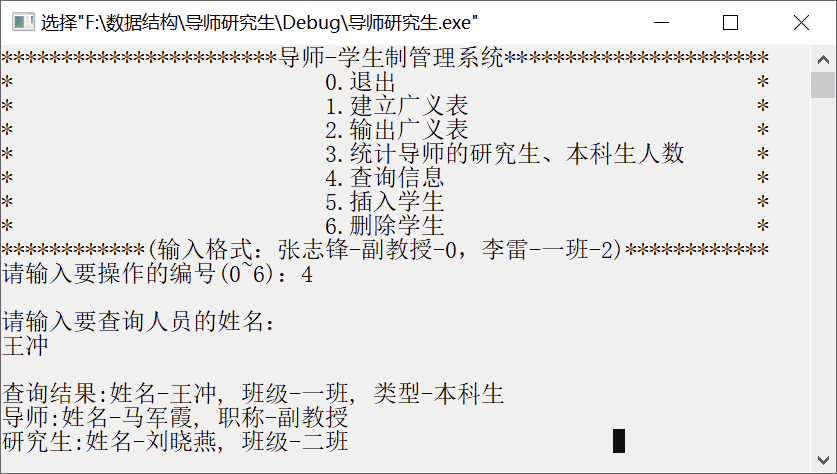 选择"F:\数据结构\导师研究生\Debug\导师研究生.exe"
***********************导师-学生制管理系统**********************
*                          0.退出                              *
*                          1.建立广义表                        *
*                          2.输出广义表                        *
*                          3.统计导师的研究生、本科生人数      *
*                          4.查询信息                          *
*                          5.插入学生                          *
*                          6.删除学生                          *
************(输入格式：张志锋-副教授-0，李雷-一班-2)************
请输入要操作的编号(0~6)：4
请输入要查询人员的姓名：
王冲
查询结果:姓名-王冲, 班级-一班, 类型-本科生
导师:姓名-马军霞, 职称-副教授
研究生:姓名-刘晓燕, 班级-二班